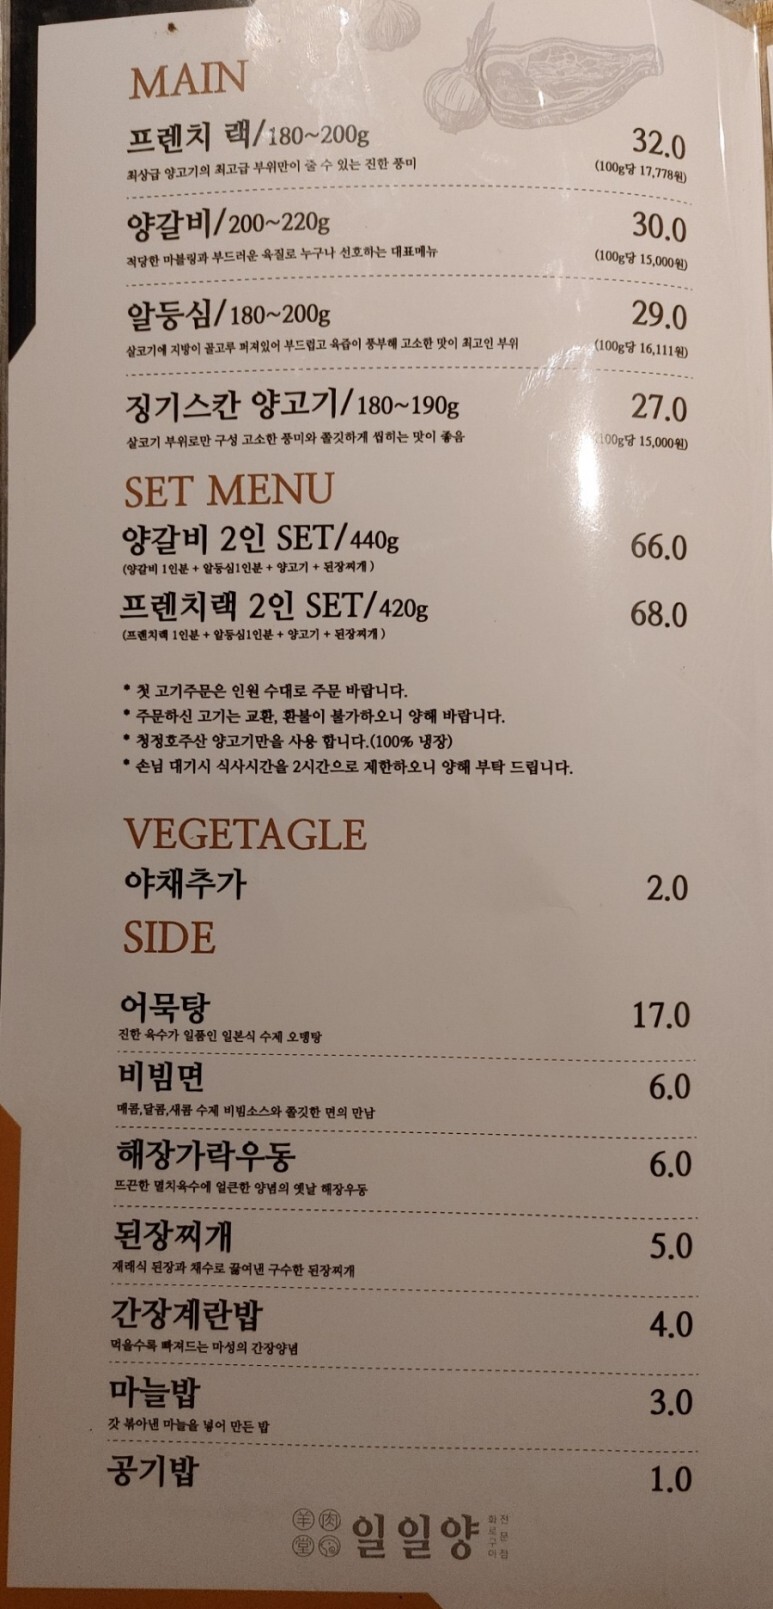 MAIN
프렌치 랙/180~200g 32.0
최상급 양고기의 최고급 부위만이 줄 수 있는 진한 풍미 (100g당 17,778원)
양갈비/200~220g 30.0
적당한 마블링과 부드러운 육질로 누구나 선호하는 대표메뉴 (100g당 15,000원)
알등심/180~200g 29.0
살코기에 지방이 골고루 퍼져있어 부드럽고 육즙이 풍부해 고소한 맛이 최고인 부위 (100g당 16,111원)
징기스칸 양고기/180~190g 27.0
살코기 부위로만 구성 고소한 풍미와 쫄깃하게 씹히는 맛이 좋음 (100g당 15,000원)
SET MENU
양갈비 2인 SET/440g 66.0
(양갈비 1인분 + 알등심1인분 + 양고기 + 된장찌개)
프렌치랙 2인 SET/420g 68.0
(프렌치랙 1인분 + 알등심1인분 + 양고기 + 된장찌개)
* 첫 고기주문은 인원 수대로 주문 바랍니다.
* 주문하신 고기는 교환, 환불이 불가하오니 양해 바랍니다.
* 청정호주산 양고기만을 사용 합니다.(100% 냉장)
* 손님 대기시 식사시간을 2시간으로 제한하오니 양해 부탁 드립니다.
VEGETAGLE
야채추가 2.0
SIDE
어묵탕 17.0
진한 육수가 일품인 일본식 수제 오뎅탕
비빔면 6.0
매콤,달콤,새콤 수제 비빔소스와 쫄깃한 면의 만남
해장가락우동 6.0
뜨끈한 멸치육수에 얼큰한 양념의 옛날 해장우동
된장찌개 5.0
재래식 된장과 채수로 끓여낸 구수한 된장찌개
간장계란밥 4.0
먹을수록 빠져드는 마성의 간장양념
마늘밥 3.0
갓 볶아낸 마늘을 넣어 만든 밥
공기밥 1.0
羊肉堂 일일양 화로구이 전문점